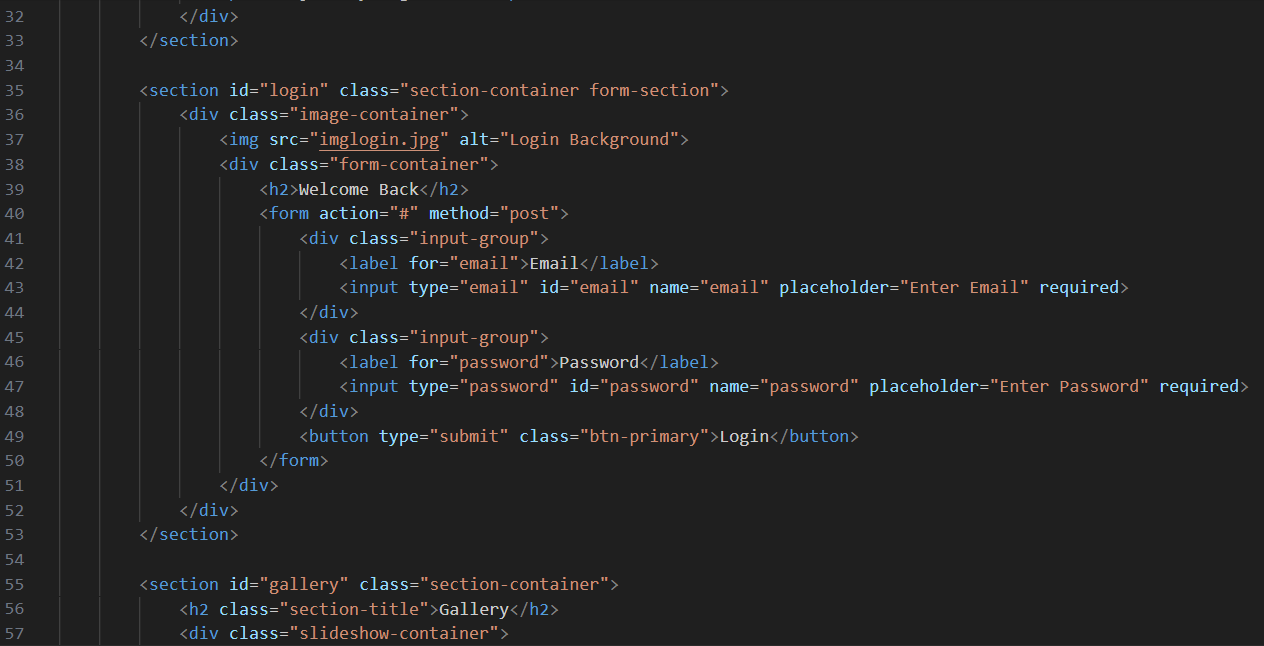 32 </div>
33 </section>
34
35 <section id="login" class="section-container form-section">
36 <div class="image-container">
37 <img src="imglogin.jpg" alt="Login Background">
38 <div class="form-container">
39 <h2>Welcome Back</h2>
40 <form action="#" method="post">
41 <div class="input-group">
42 <label for="email">Email</label>
43 <input type="email" id="email" name="email" placeholder="Enter Email" required>
44 </div>
45 <div class="input-group">
46 <label for="password">Password</label>
47 <input type="password" id="password" name="password" placeholder="Enter Password" required>
48 </div>
49 <button type="submit" class="btn-primary">Login</button>
50 </form>
51 </div>
52 </div>
53 </section>
54
55 <section id="gallery" class="section-container">
56 <h2 class="section-title">Gallery</h2>
57 <div class="slideshow-container">